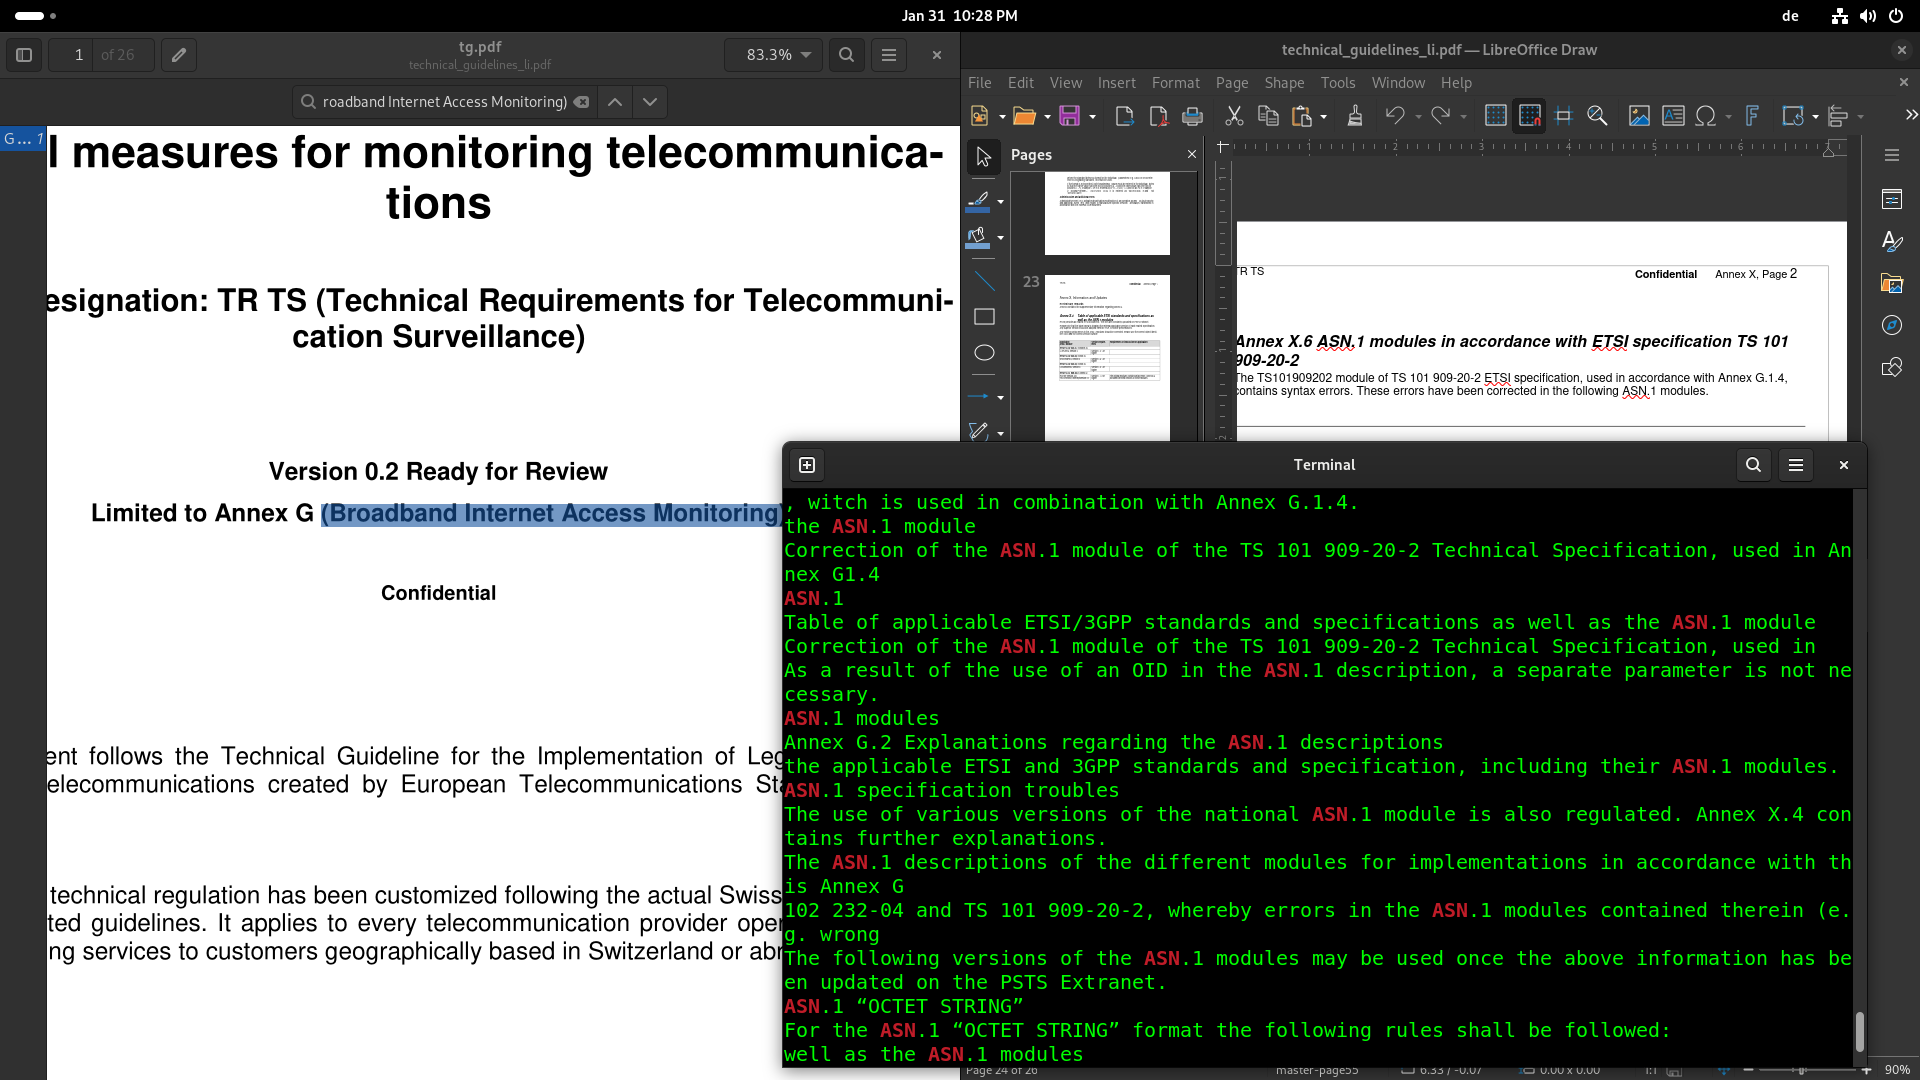 Jan 31  10:28 PM
de
1
of 26
tg.pdf
technical_guidelines_li.pdf
83.3%
roadband Internet Access Monitoring)
G... 1
l measures for monitoring telecommunica-
tions
esignation: TR TS (Technical Requirements for Telecommuni-
cation Surveillance)
Version 0.2 Ready for Review
Limited to Annex G (Broadband Internet Access Monitoring)
Confidential
ent follows the Technical Guideline for the Implementation of Leg
elecommunications created by European Telecommunications Sta
technical regulation has been customized following the actual Swiss
ted guidelines. It applies to every telecommunication provider oper
ng services to customers geographically based in Switzerland or abr
technical_guidelines_li.pdf — LibreOffice Draw
File Edit View Insert Format Page Shape Tools Window Help
Pages
23
1 2 3 4 5 6
TR TS
Confidential Annex X, Page 2
Annex X.6 ASN.1 modules in accordance with ETSI specification TS 101
909-20-2
The TS101909202 module of TS 101 909-20-2 ETSI specification, used in accordance with Annex G.1.4,
contains syntax errors. These errors have been corrected in the following ASN.1 modules.
Terminal
, witch is used in combination with Annex G.1.4.
the ASN.1 module
Correction of the ASN.1 module of the TS 101 909-20-2 Technical Specification, used in An
nex G1.4
ASN.1
Table of applicable ETSI/3GPP standards and specifications as well as the ASN.1 module
Correction of the ASN.1 module of the TS 101 909-20-2 Technical Specification, used in
As a result of the use of an OID in the ASN.1 description, a separate parameter is not ne
cessary.
ASN.1 modules
Annex G.2 Explanations regarding the ASN.1 descriptions
the applicable ETSI and 3GPP standards and specification, including their ASN.1 modules.
ASN.1 specification troubles
The use of various versions of the national ASN.1 module is also regulated. Annex X.4 con
tains further explanations.
The ASN.1 descriptions of the different modules for implementations in accordance with th
is Annex G
102 232-04 and TS 101 909-20-2, whereby errors in the ASN.1 modules contained therein (e.
g. wrong
The following versions of the ASN.1 modules may be used once the above information has be
en updated on the PSTS Extranet.
ASN.1 “OCTET STRING”
For the ASN.1 “OCTET STRING” format the following rules shall be followed:
well as the ASN.1 modules
Page 24 of 26
master-page55
6.33 / -0.07
0.00 x 0.00
1:1
90%